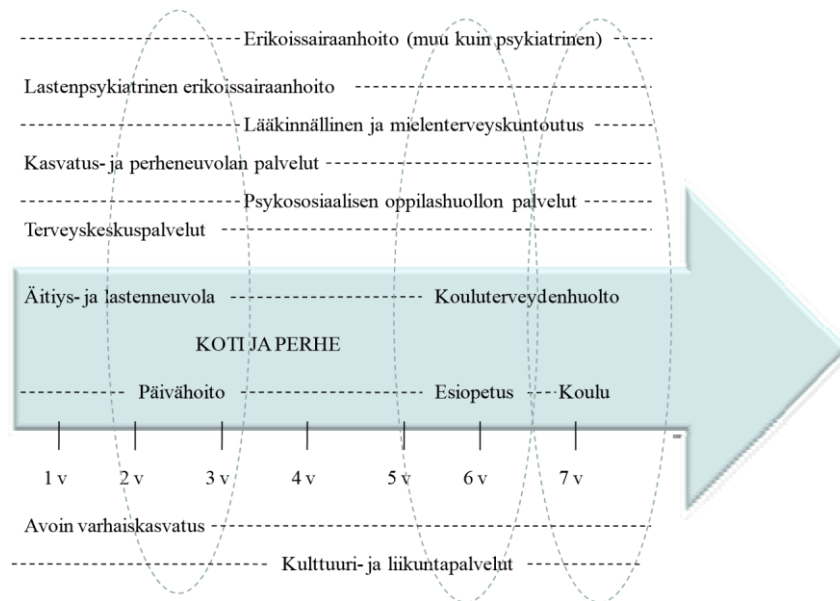 Erikoissairaanhoito (muu kuin psykiatrinen)
Lastenpsykiatrinen erikoissairaanhoito
Lääkinnällinen ja mielenterveyskuntoutus
Kasvatus- ja perheneuvolan palvelut
Psykososiaalisen oppilashuollon palvelut
Terveyskeskuspalvelut
Äitiys- ja lastenneuvola Kouluterveydenhuolto
KOTI JA PERHE
Päivähoito Esiopetus Koulu
1 v 2 v 3 v 4 v 5 v 6 v 7 v
Avoin varhaiskasvatus
Kulttuuri- ja liikuntapalvelut